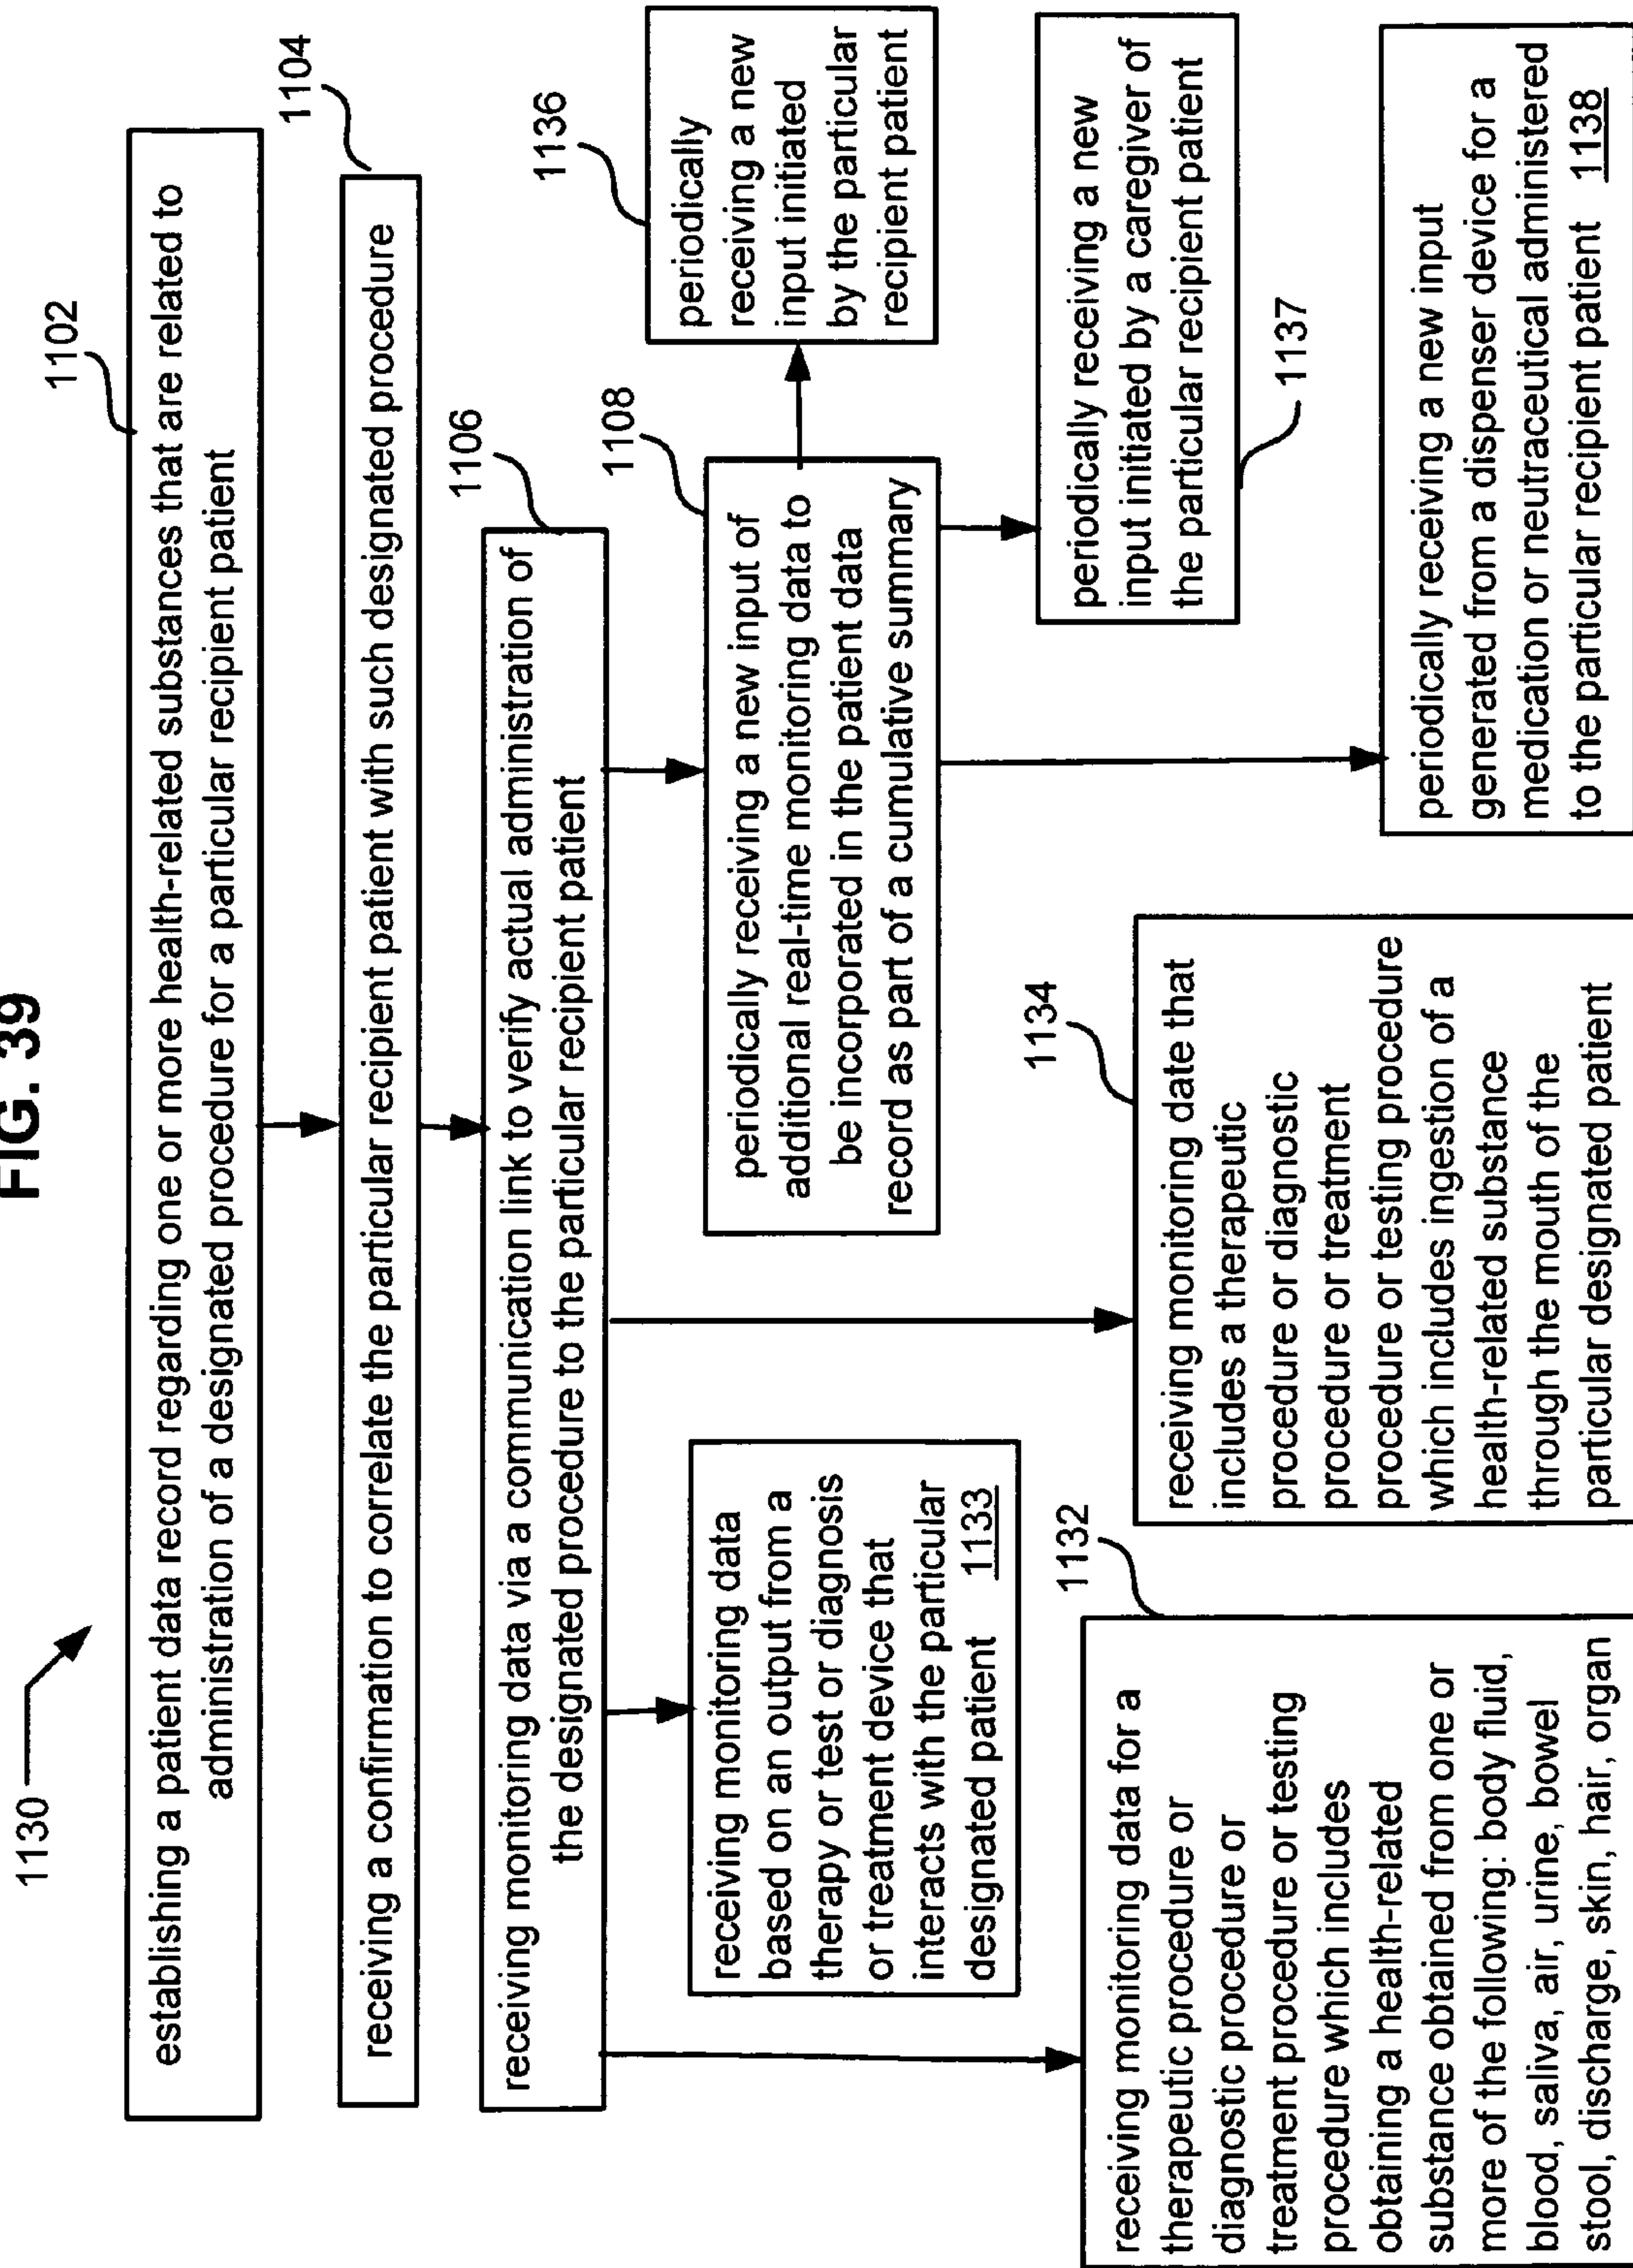 FIG. 39
1130
1102
establishing a patient data record regarding one or more health-related substances that are related to
administration of a designated procedure for a particular recipient patient
1104
receiving a confirmation to correlate the particular recipient patient with such designated procedure
1106
receiving monitoring data via a communication link to verify actual administration of
the designated procedure to the particular recipient patient
1108
periodically receiving a new input of
additional real-time monitoring data to
be incorporated in the patient data
record as part of a cumulative summary
1136
periodically
receiving a new
input initiated
by the particular
recipient patient
receiving monitoring data
based on an output from a
therapy or test or diagnosis
or treatment device that
interacts with the particular
designated patient 1133
periodically receiving a new
input initiated by a caregiver of
the particular recipient patient
1137
1132
receiving monitoring data for a
therapeutic procedure or
diagnostic procedure or
treatment procedure or testing
procedure which includes
obtaining a health-related
substance obtained from one or
more of the following: body fluid,
blood, saliva, air, urine, bowel
stool, discharge, skin, hair, organ
1134
receiving monitoring date that
includes a therapeutic
procedure or diagnostic
procedure or treatment
procedure or testing procedure
which includes ingestion of a
health-related substance
through the mouth of the
particular designated patient
periodically receiving a new input
generated from a dispenser device for a
medication or neutraceutical administered
to the particular recipient patient 1138